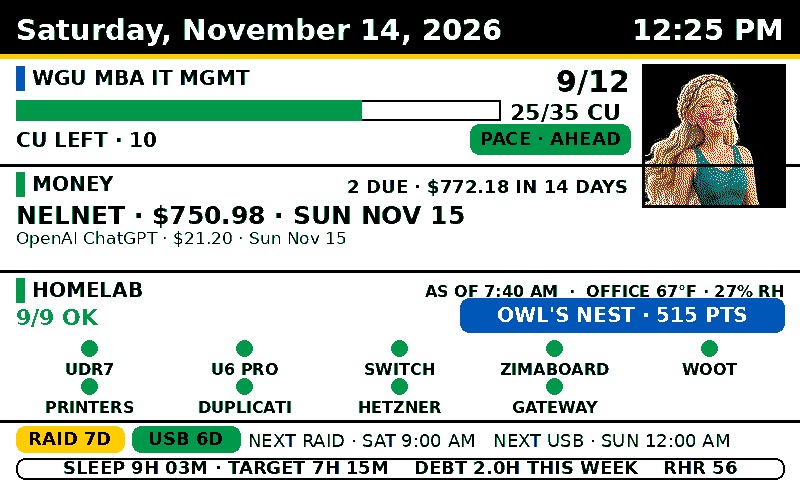 Saturday, November 14, 2026 12:25 PM
WGU MBA IT MGMT 9/12
25/35 CU
CU LEFT · 10 PACE · AHEAD
MONEY 2 DUE · $772.18 IN 14 DAYS
NELNET · $750.98 · SUN NOV 15
OpenAI ChatGPT · $21.20 · Sun Nov 15
HOMELAB AS OF 7:40 AM · OFFICE 67°F · 27% RH
9/9 OK OWL'S NEST · 515 PTS
UDR7 U6 PRO SWITCH ZIMABOARD WOOT
PRINTERS DUPLICATI HETZNER GATEWAY
RAID 7D USB 6D NEXT RAID · SAT 9:00 AM NEXT USB · SUN 12:00 AM
SLEEP 9H 03M · TARGET 7H 15M DEBT 2.0H THIS WEEK RHR 56